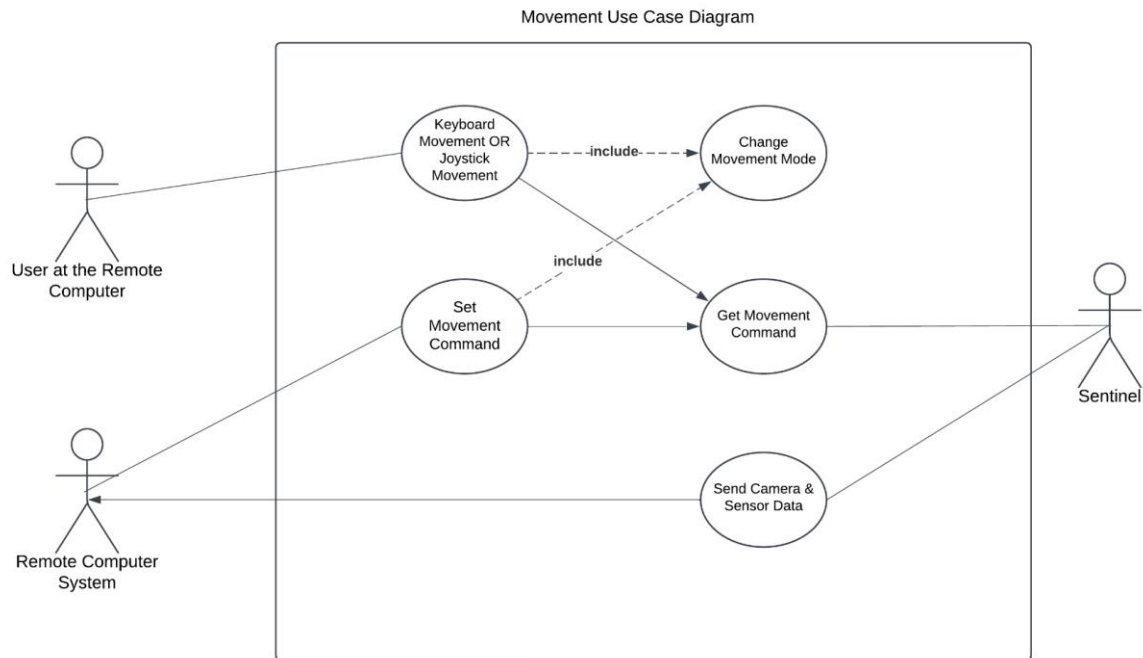 Movement Use Case Diagram
Keyboard
Movement OR
Joystick
Movement
include
Change
Movement Mode
User at the Remote
Computer
include
Set
Movement
Command
Get Movement
Command
Sentinel
Send Camera &
Sensor Data
Remote Computer
System